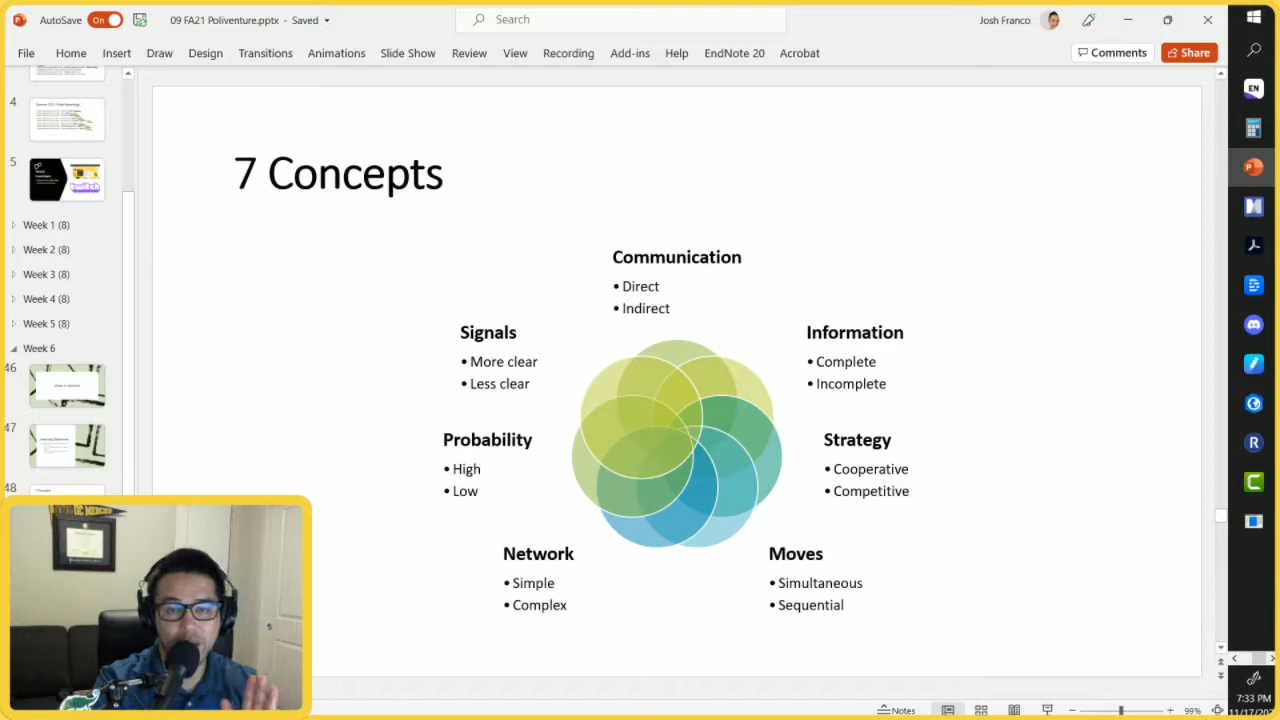 AutoSave On 09 FA21 Poliventure.pptx - Saved Search Josh Franco
File Home Insert Draw Design Transitions Animations Slide Show Review View Recording Add-ins Help EndNote 20 Acrobat Comments Share
4
5
twitch
Week 1 (8)
Week 2 (8)
Week 3 (8)
Week 4 (8)
Week 5 (8)
Week 6
46
47
48
7 Concepts
Communication
• Direct
• Indirect
Signals
• More clear
• Less clear
Information
• Complete
• Incomplete
Probability
• High
• Low
Strategy
• Cooperative
• Competitive
Network
• Simple
• Complex
Moves
• Simultaneous
• Sequential
EN
UC MERCED
Notes
99%
7:33 PM